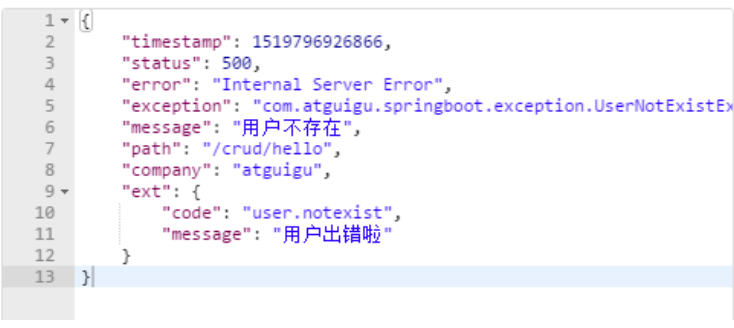 1 {
2 "timestamp": 1519796926866,
3 "status": 500,
4 "error": "Internal Server Error",
5 "exception": "com.atguigu.springboot.exception.UserNotExistEx
6 "message": "用户不存在",
7 "path": "/crud/hello",
8 "company": "atguigu",
9 "ext": {
10 "code": "user.notexist",
11 "message": "用户出错啦"
12 }
13 }